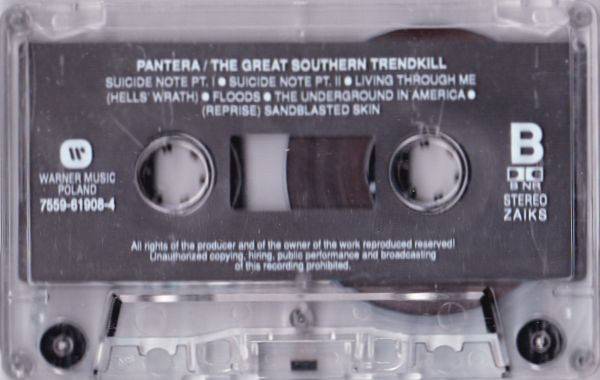 PANTERA / THE GREAT SOUTHERN TRENDKILL
SUICIDE NOTE PT. I ● SUICIDE NOTE PT. II ● LIVING THROUGH ME
(HELLS' WRATH) ● FLOODS ● THE UNDERGROUND IN AMERICA ●
(REPRISE) SANDBLASTED SKIN
WARNER MUSIC
POLAND
7559-61908-4
B
B NR
STEREO
ZAIKS
All rights of the producer and of the owner of the work reproduced reserved!
Unauthorized copying, hiring, public performance and broadcasting
of this recording prohibited.